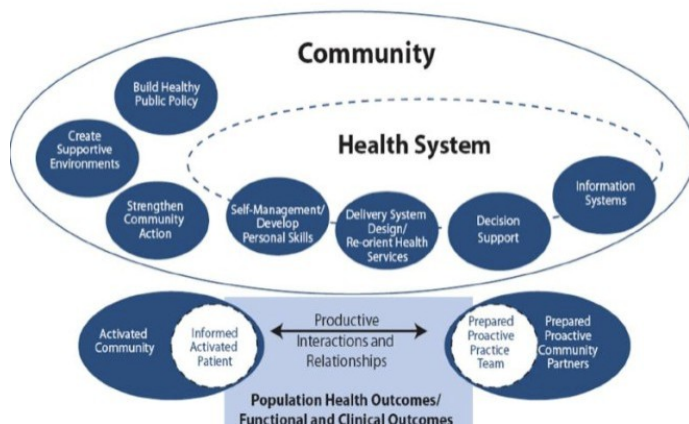 Community
Build Healthy
Public Policy
Create
Supportive
Environments
Strengthen
Community
Action
Health System
Self-Management/
Develop
Personal Skills
Delivery System
Design/
Re-orient Health
Services
Decision
Support
Information
Systems
Activated
Community
Informed
Activated
Patient
Productive
Interactions and
Relationships
Prepared
Proactive
Practice
Team
Prepared
Proactive
Community
Partners
Population Health Outcomes/
Functional and Clinical Outcomes